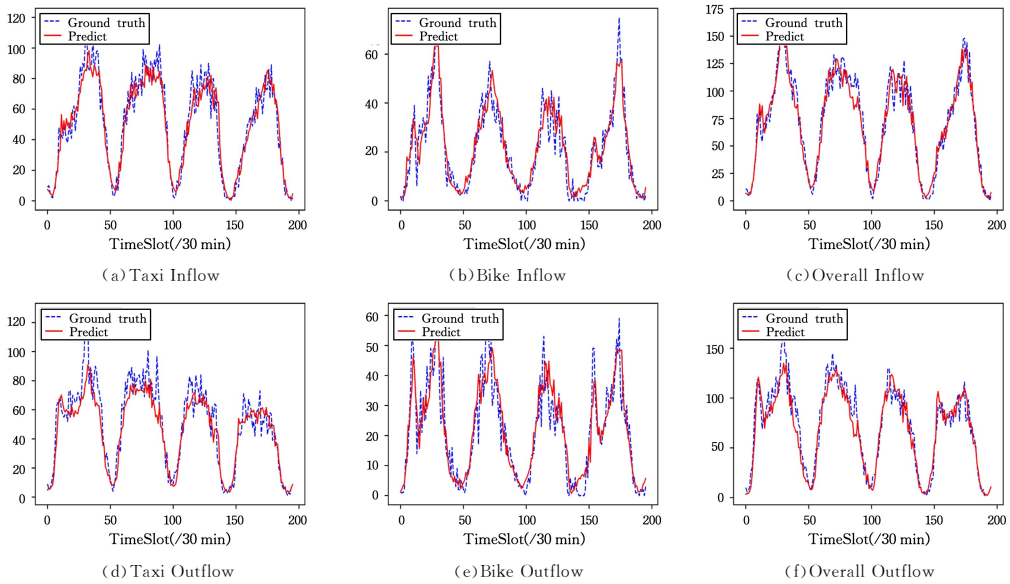 120
100
80
60
40
20
0
Ground truth
Predict
0 50 100 150 200
TimeSlot(/30 min)
(a)Taxi Inflow
60
40
20
0
Ground truth
Predict
0 50 100 150 200
TimeSlot(/30 min)
(b)Bike Inflow
175
150
125
100
75
50
25
0
Ground truth
Predict
0 50 100 150 200
TimeSlot(/30 min)
(c)Overall Inflow
120
100
80
60
40
20
0
Ground truth
Predict
0 50 100 150 200
TimeSlot(/30 min)
(d)Taxi Outflow
60
50
40
30
20
10
0
Ground truth
Predict
0 50 100 150 200
TimeSlot(/30 min)
(e)Bike Outflow
150
100
50
0
Ground truth
Predict
0 50 100 150 200
TimeSlot(/30 min)
(f)Overall Outflow